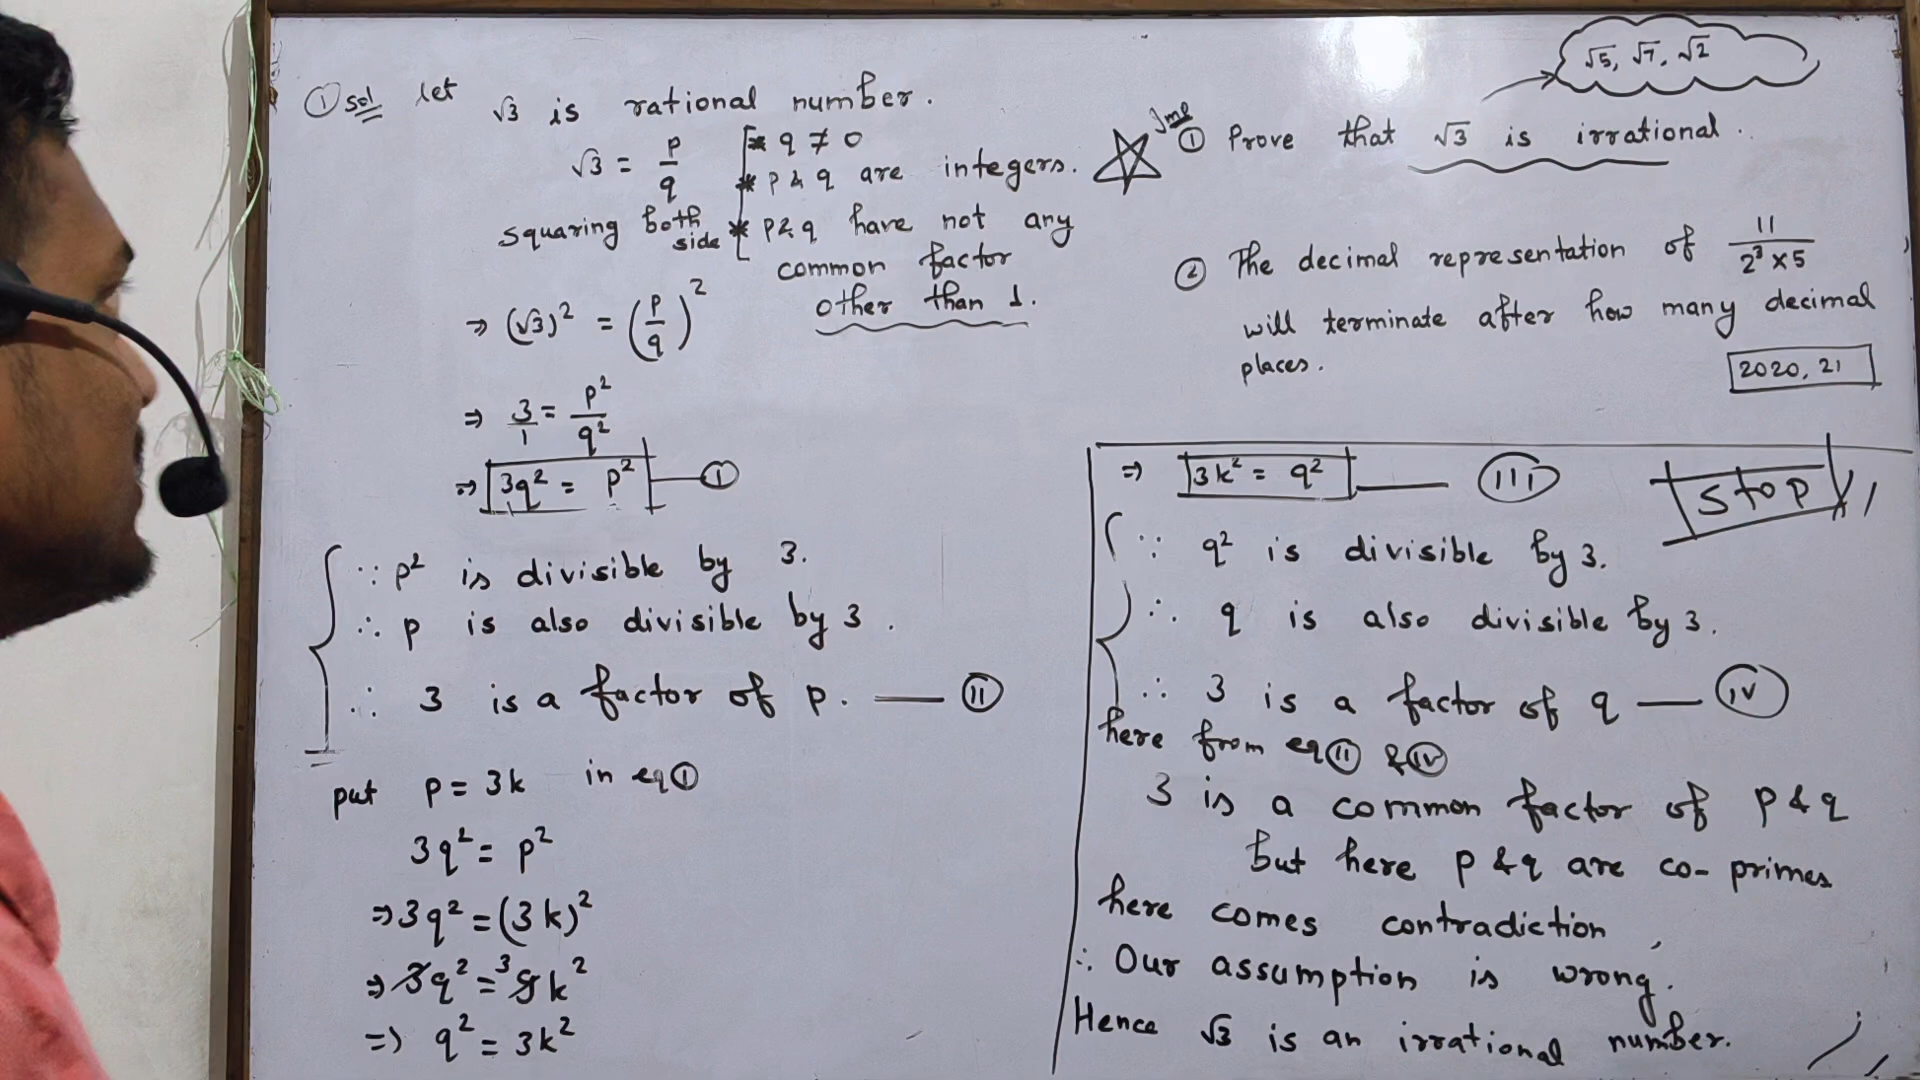 ① Sol let √3 is rational number.
√3 = p/q
* q ≠ 0
* p & q are integers.
* p & q have not any
common factor
other than 1.
squaring both
side
⇒ (√3)² = (p/q)²
⇒ 3/1 = p²/q²
⇒ 3q² = p² — ①
∵ p² is divisible by 3.
∴ p is also divisible by 3.
∴ 3 is a factor of p. — ⑪
put p = 3k in eq ①
3q² = p²
⇒ 3q² = (3k)²
⇒ 3q² = ³9k²
⇒ q² = 3k²
√5, √7, √2
Imp
① Prove that √3 is irrational.
② The decimal representation of 11/(2³ × 5)
will terminate after how many decimal
places.
2020, 21
⇒ 3k² = q² — (III)
Stop
∵ q² is divisible by 3.
∴ q is also divisible by 3.
∴ 3 is a factor of q — (IV)
here from eq (II) & (IV)
3 is a common factor of p & q
but here p & q are co-primes
here comes contradiction,
∴ Our assumption is wrong.
Hence √3 is an irrational number.